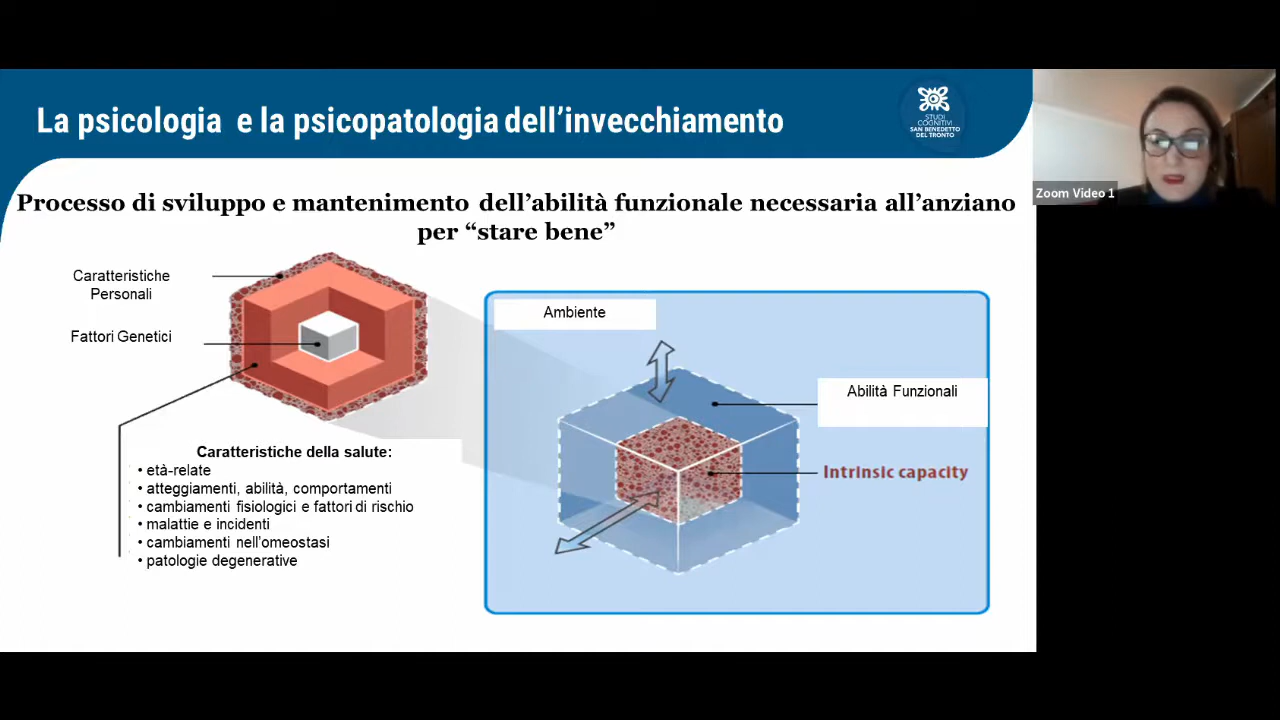 La psicologia e la psicopatologia dell'invecchiamento
STUDI
COGNITIVI
SAN BENEDETTO
DEL TRONTO
Zoom Video 1
Processo di sviluppo e mantenimento dell'abilità funzionale necessaria all'anziano
per “stare bene”
Caratteristiche
Personali
Fattori Genetici
Caratteristiche della salute:
• età-relate
• atteggiamenti, abilità, comportamenti
• cambiamenti fisiologici e fattori di rischio
• malattie e incidenti
• cambiamenti nell'omeostasi
• patologie degenerative
Ambiente
Abilità Funzionali
Intrinsic capacity